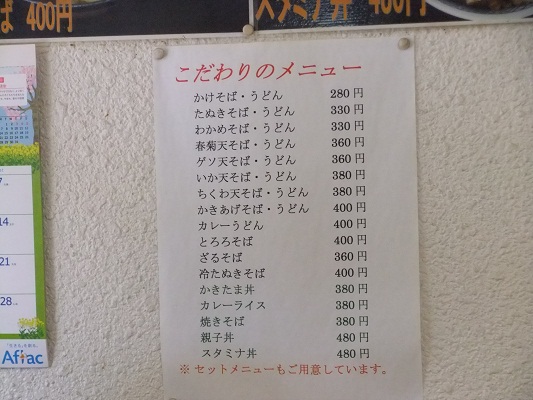 ば 400円
スタミナ丼 400円
こだわりのメニュー
かけそば・うどん 280円
たぬきそば・うどん 330円
わかめそば・うどん 330円
春菊天そば・うどん 360円
ゲソ天そば・うどん 360円
いか天そば・うどん 380円
ちくわ天そば・うどん 380円
かきあげそば・うどん 400円
カレーうどん 400円
とろろそば 400円
ざるそば 360円
冷たぬきそば 400円
かきたま丼 380円
カレーライス 380円
焼きそば 380円
親子丼 480円
スタミナ丼 480円
※ セットメニューもご用意しています。
7
14
21
28
Aflac